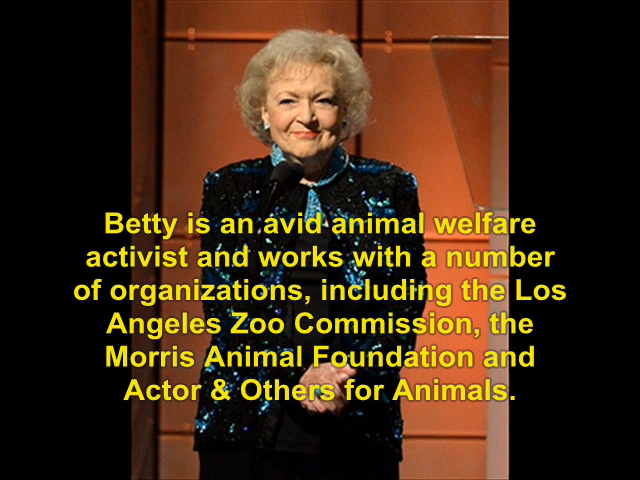 Betty is an avid animal welfare
activist and works with a number
of organizations, including the Los
Angeles Zoo Commission, the
Morris Animal Foundation and
Actor & Others for Animals.